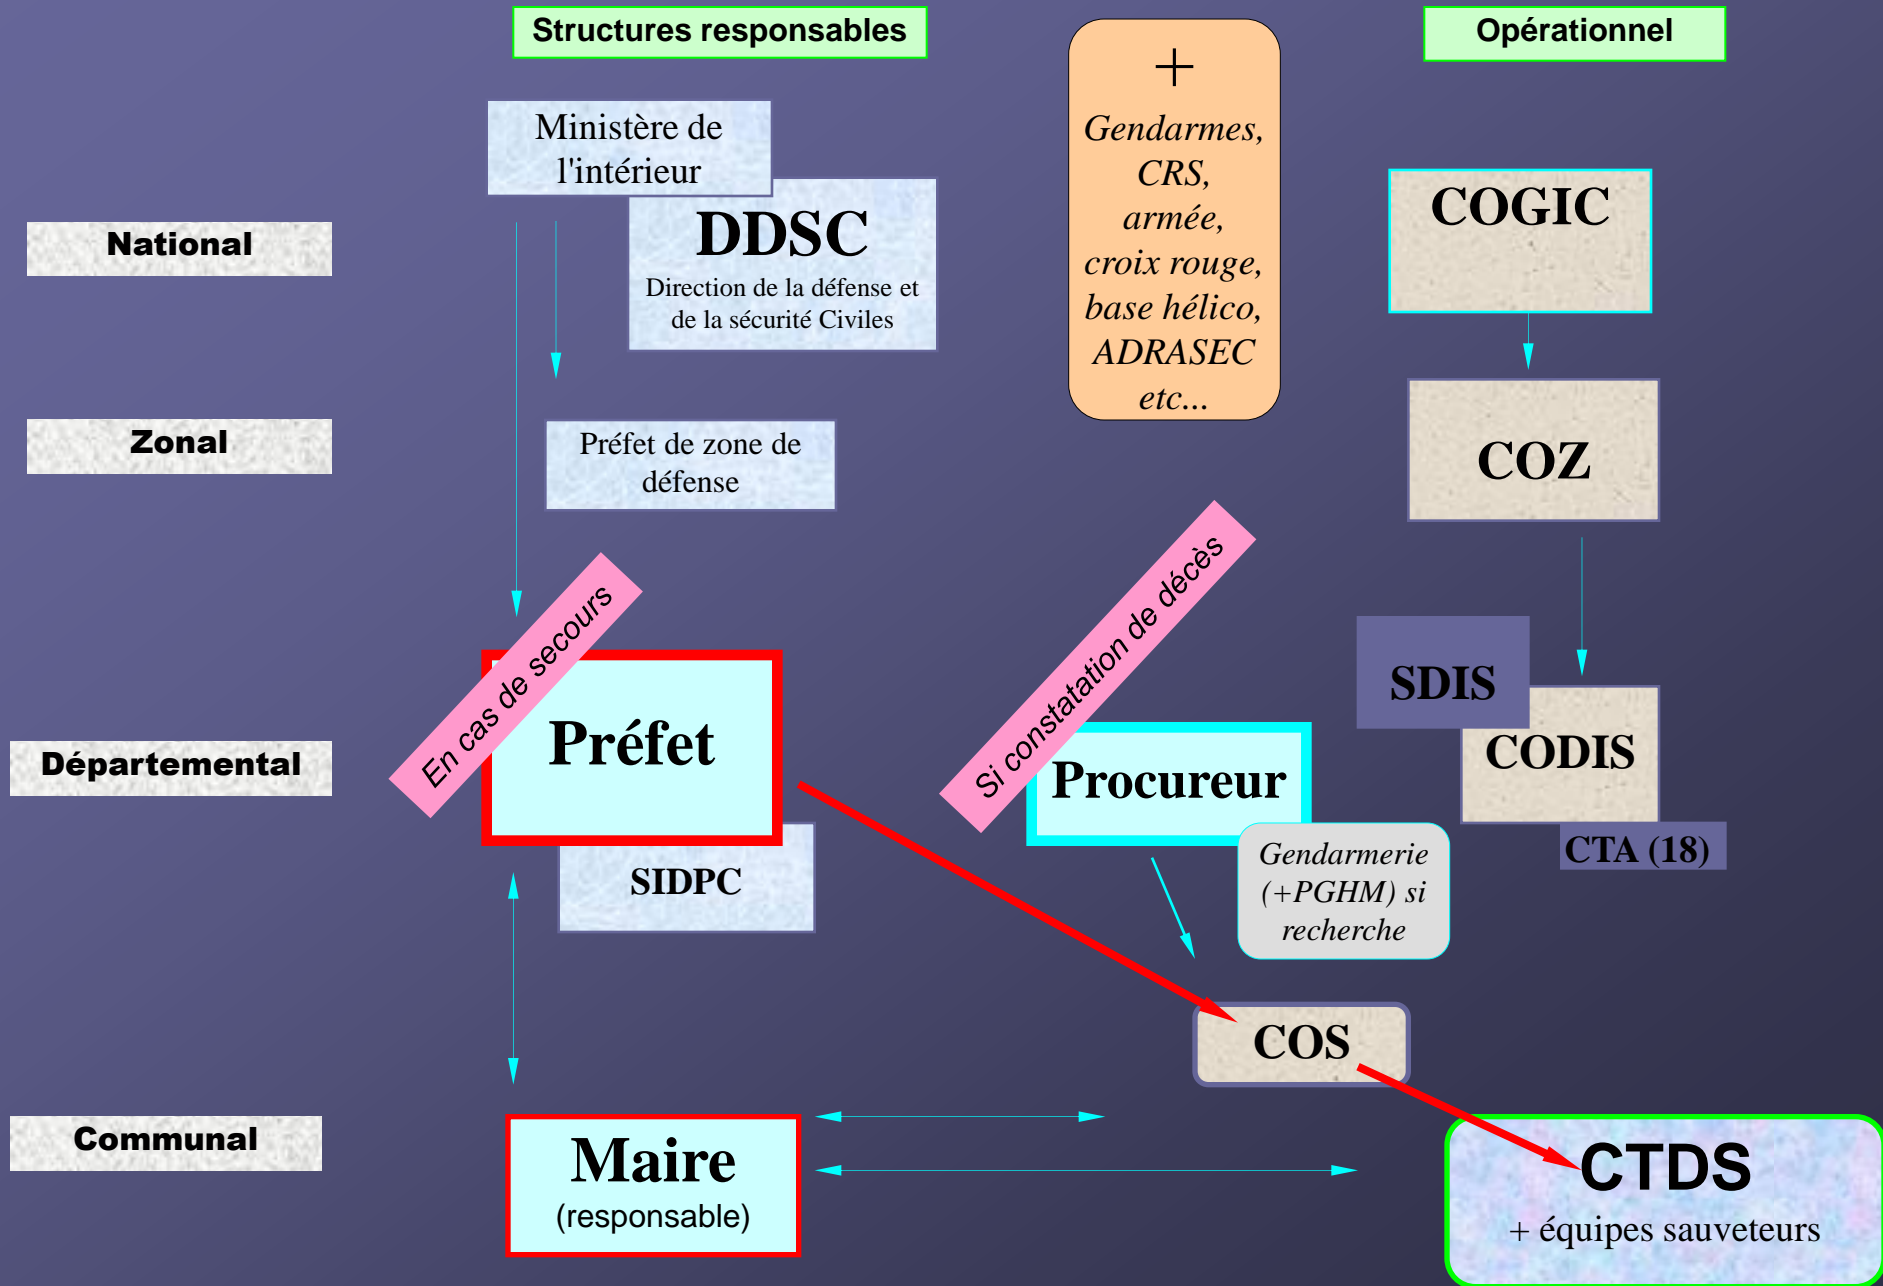 Structures responsables
Opérationnel
+
Gendarmes,
CRS,
armée,
croix rouge,
base hélico,
ADRASEC
etc...
National
Ministère de
l'intérieur
DDSC
Direction de la défense et
de la sécurité Civiles
COGIC
Zonal
Préfet de zone de
défense
COZ
Départemental
En cas de secours
Préfet
SIDPC
Si constatation de décès
Procureur
Gendarmerie
(+PGHM) si
recherche
SDIS
CODIS
CTA (18)
COS
Communal
Maire
(responsable)
CTDS
+ équipes sauveteurs